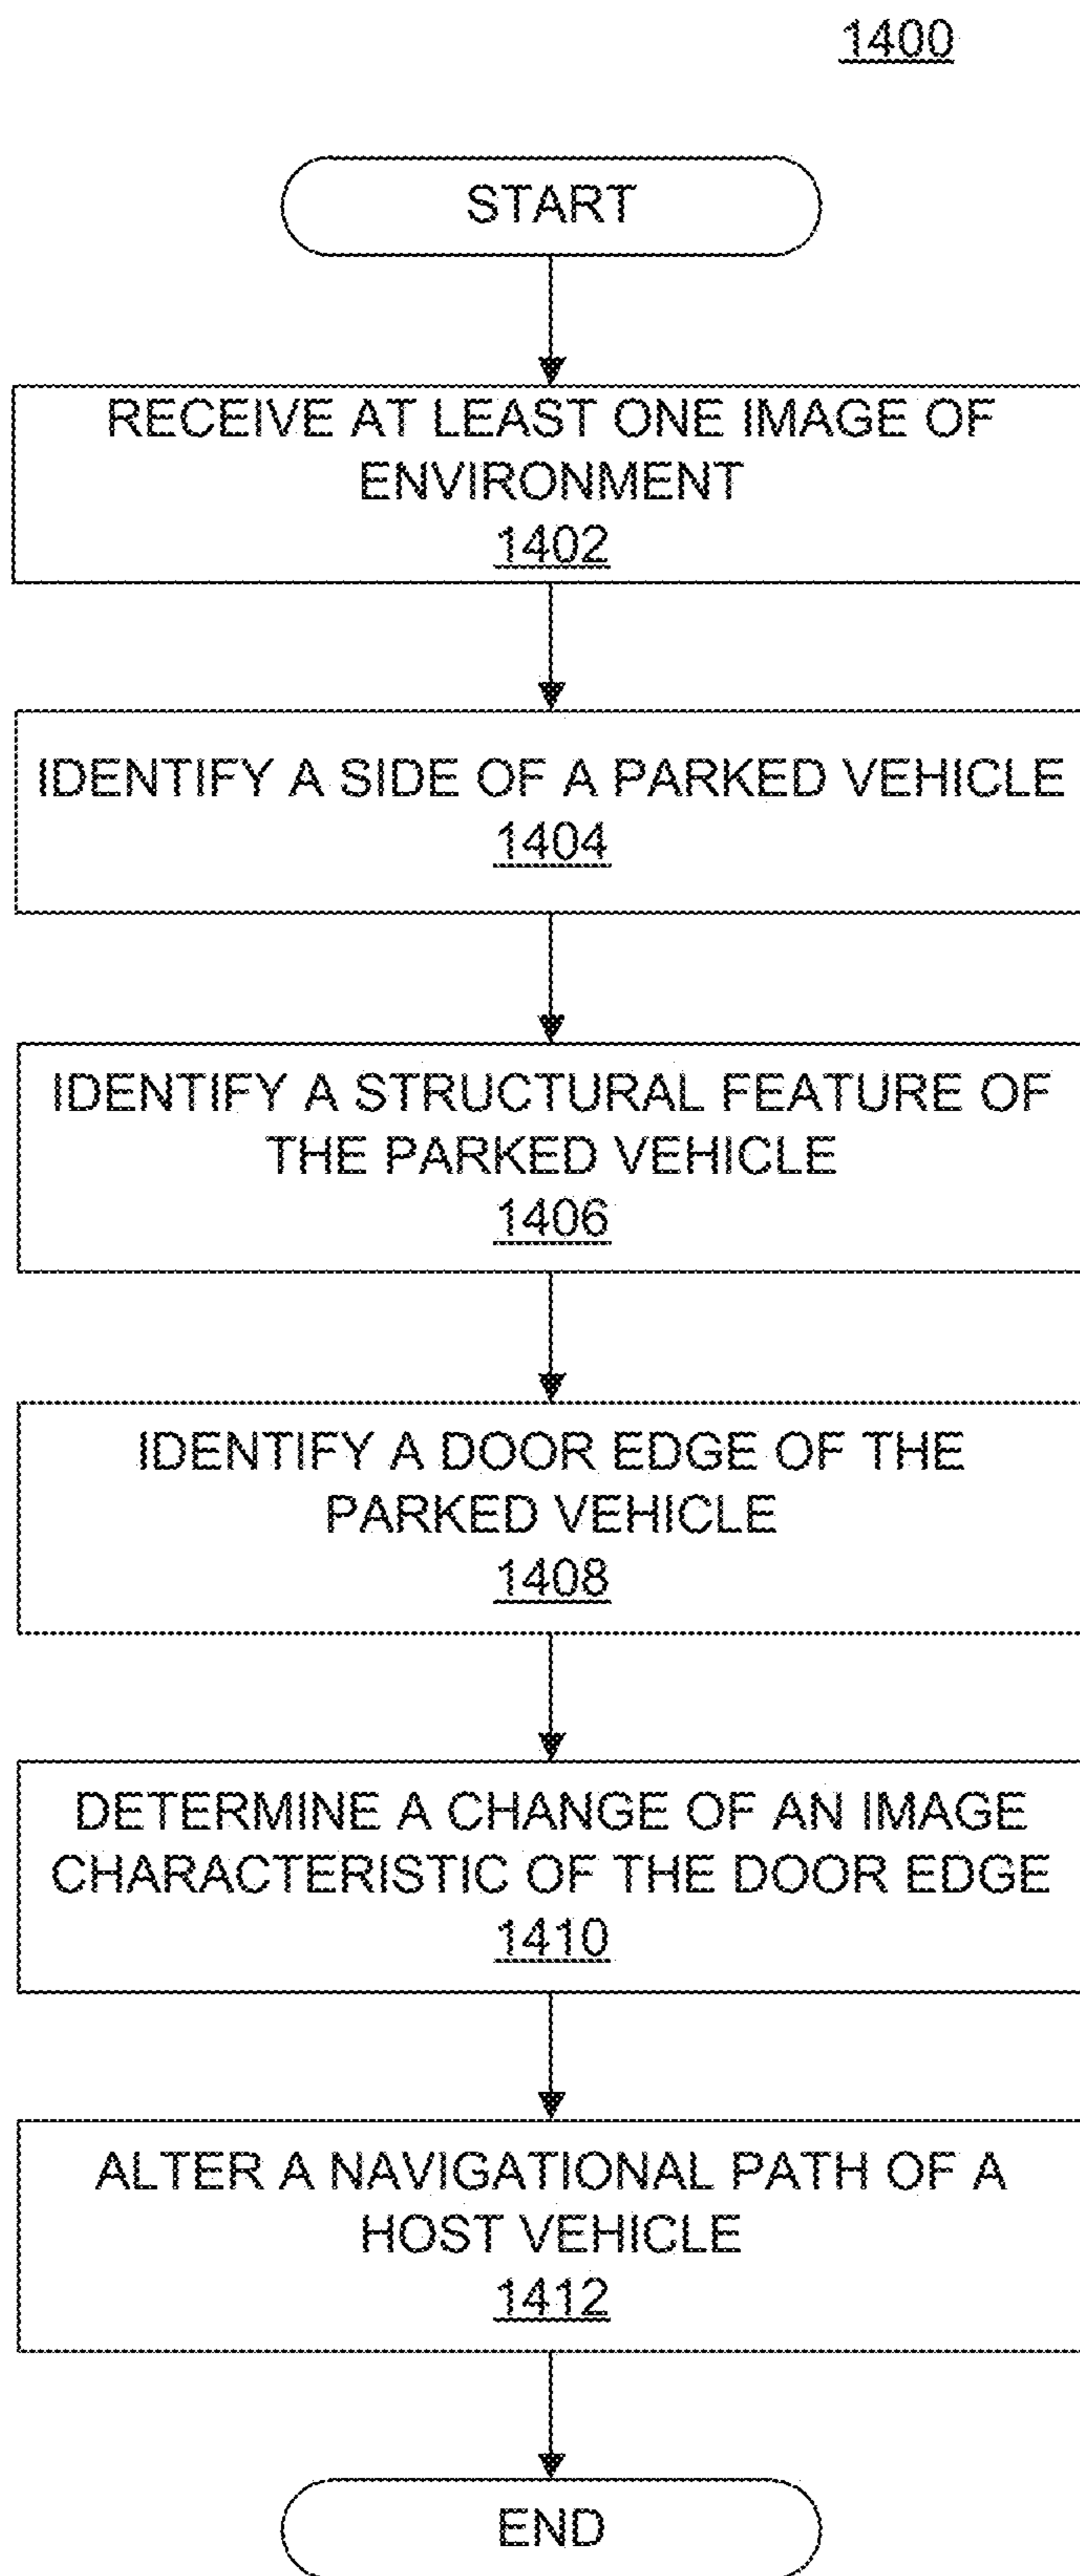 1400
START
RECEIVE AT LEAST ONE IMAGE OF
ENVIRONMENT
1402
IDENTIFY A SIDE OF A PARKED VEHICLE
1404
IDENTIFY A STRUCTURAL FEATURE OF
THE PARKED VEHICLE
1406
IDENTIFY A DOOR EDGE OF THE
PARKED VEHICLE
1408
DETERMINE A CHANGE OF AN IMAGE
CHARACTERISTIC OF THE DOOR EDGE
1410
ALTER A NAVIGATIONAL PATH OF A
HOST VEHICLE
1412
END